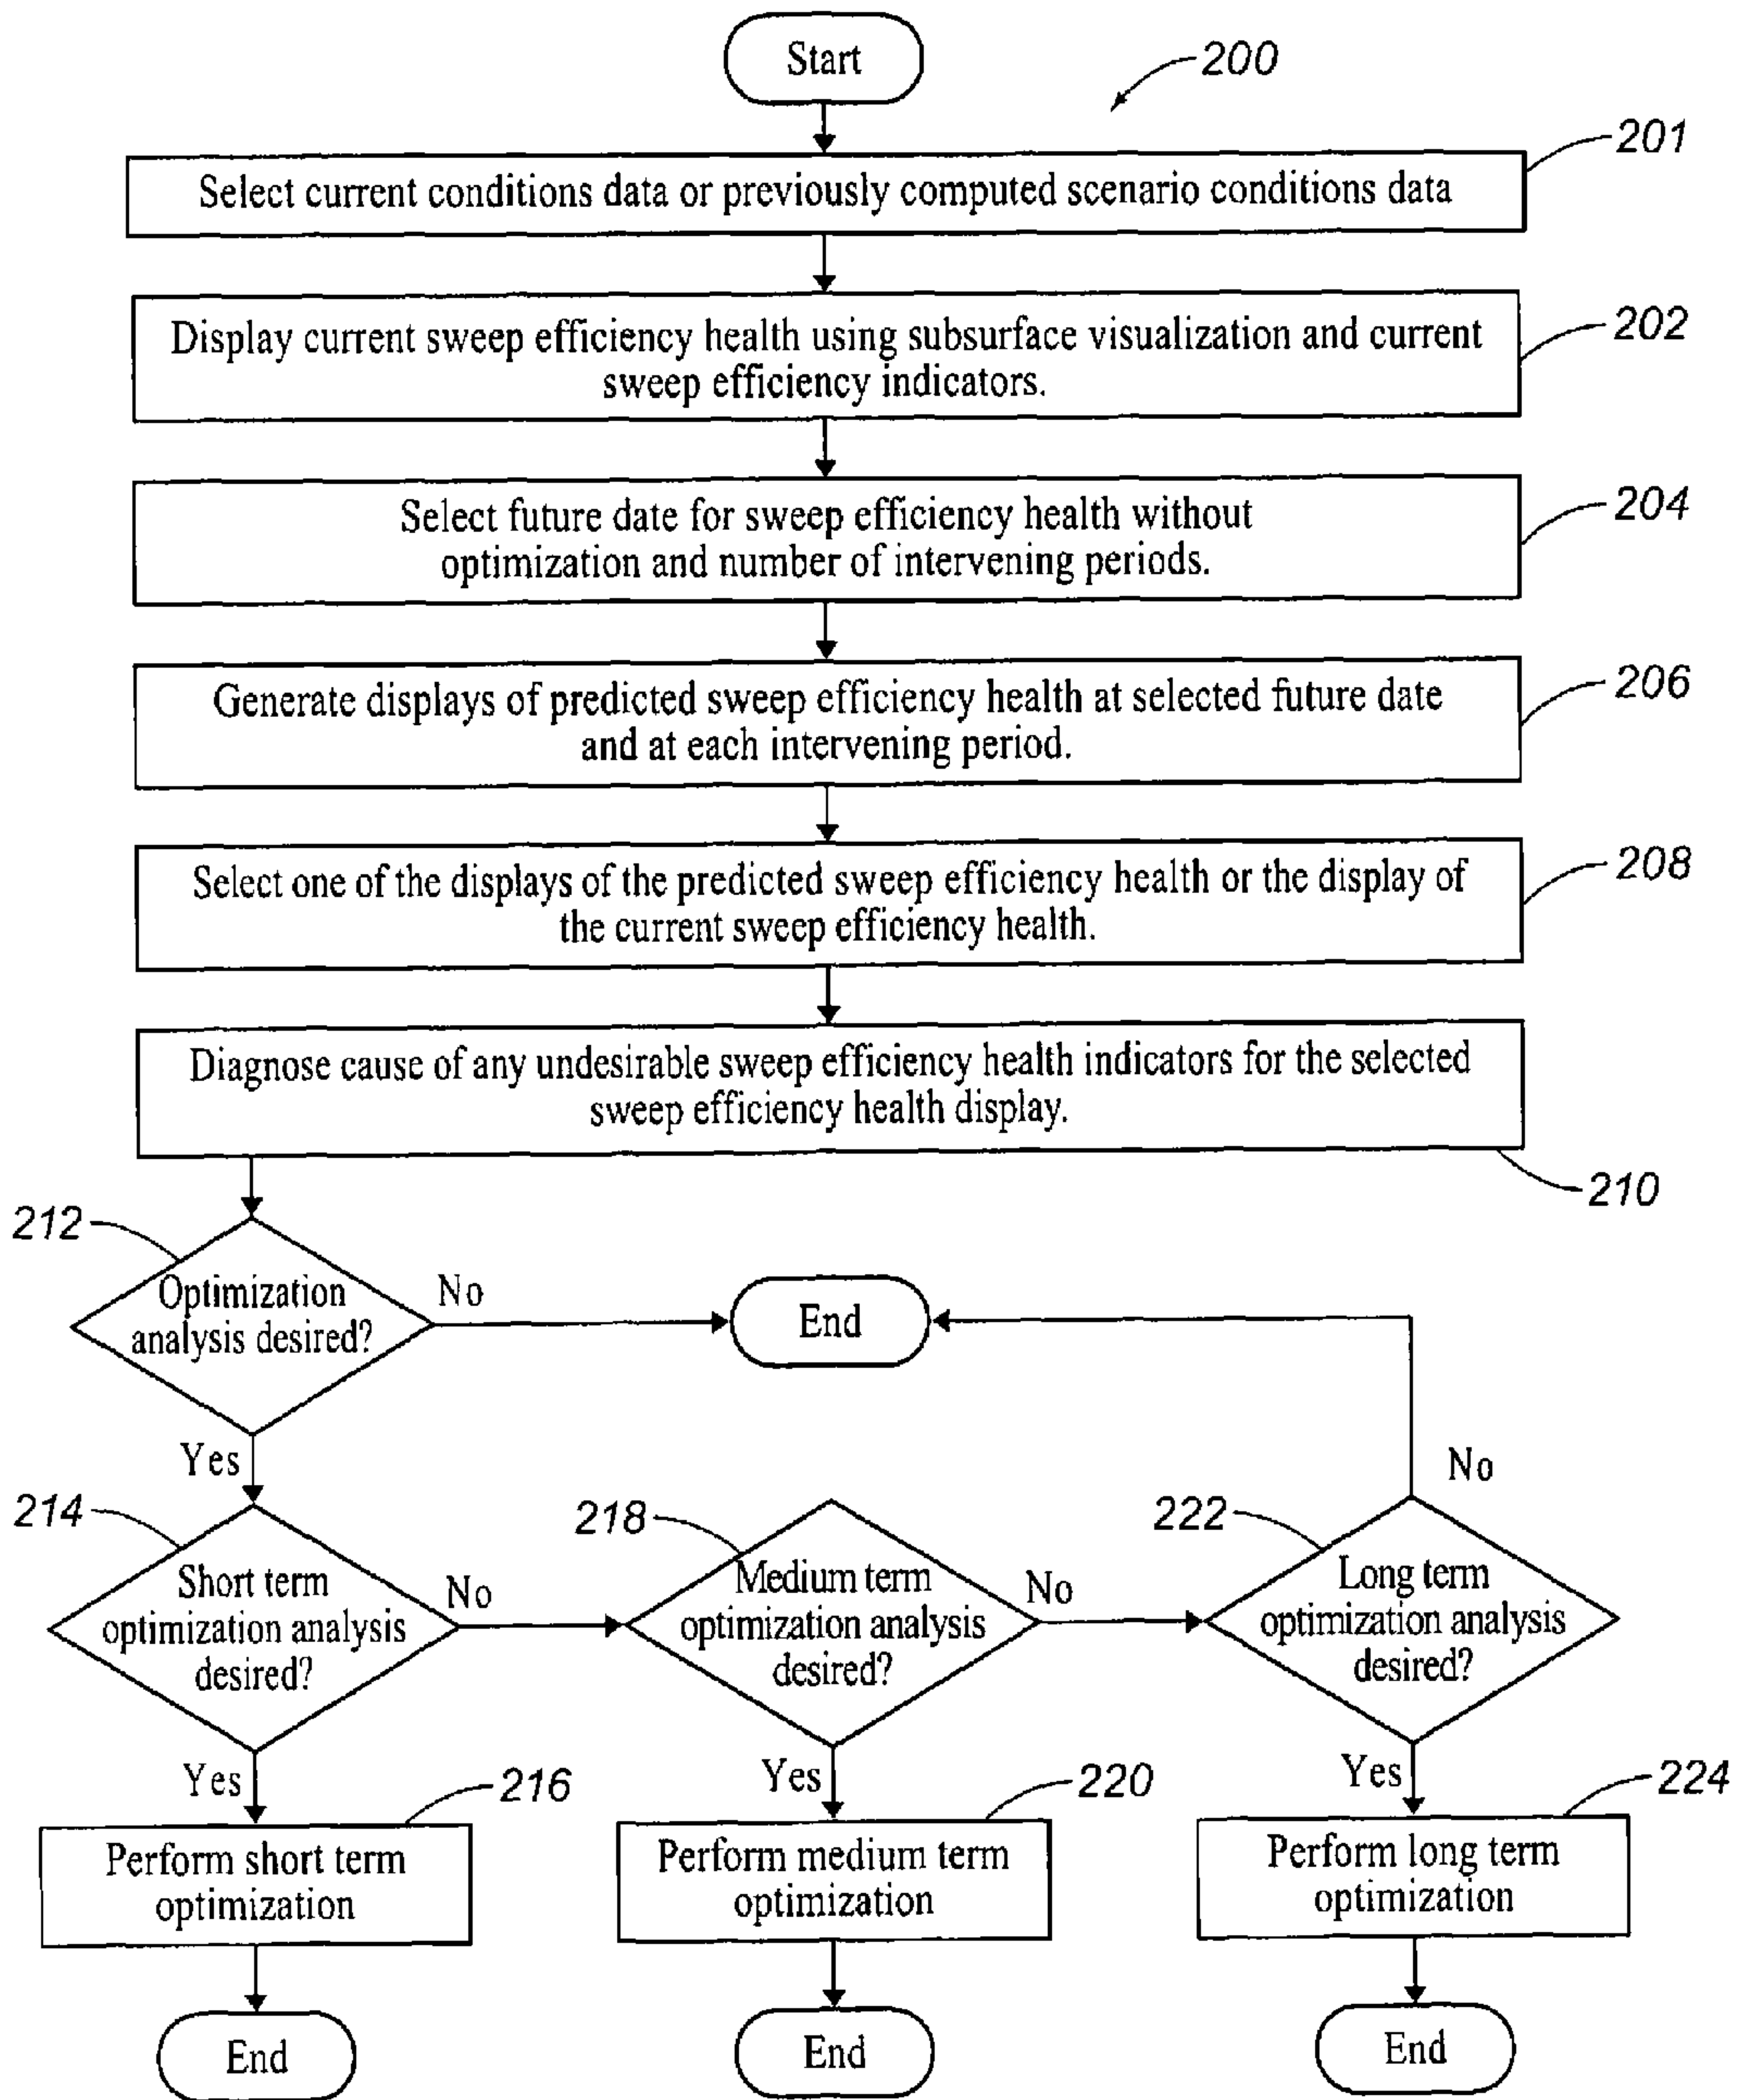 Start
200
201
Select current conditions data or previously computed scenario conditions data
202
Display current sweep efficiency health using subsurface visualization and current
sweep efficiency indicators.
204
Select future date for sweep efficiency health without
optimization and number of intervening periods.
206
Generate displays of predicted sweep efficiency health at selected future date
and at each intervening period.
208
Select one of the displays of the predicted sweep efficiency health or the display of
the current sweep efficiency health.
Diagnose cause of any undesirable sweep efficiency health indicators for the selected
sweep efficiency health display.
210
212
Optimization
analysis desired?
No
End
Yes
No
214
Short term
optimization analysis
desired?
No
218
Medium term
optimization analysis
desired?
No
222
Long term
optimization analysis
desired?
Yes
216
Perform short term
optimization
Yes
220
Perform medium term
optimization
Yes
224
Perform long term
optimization
End
End
End